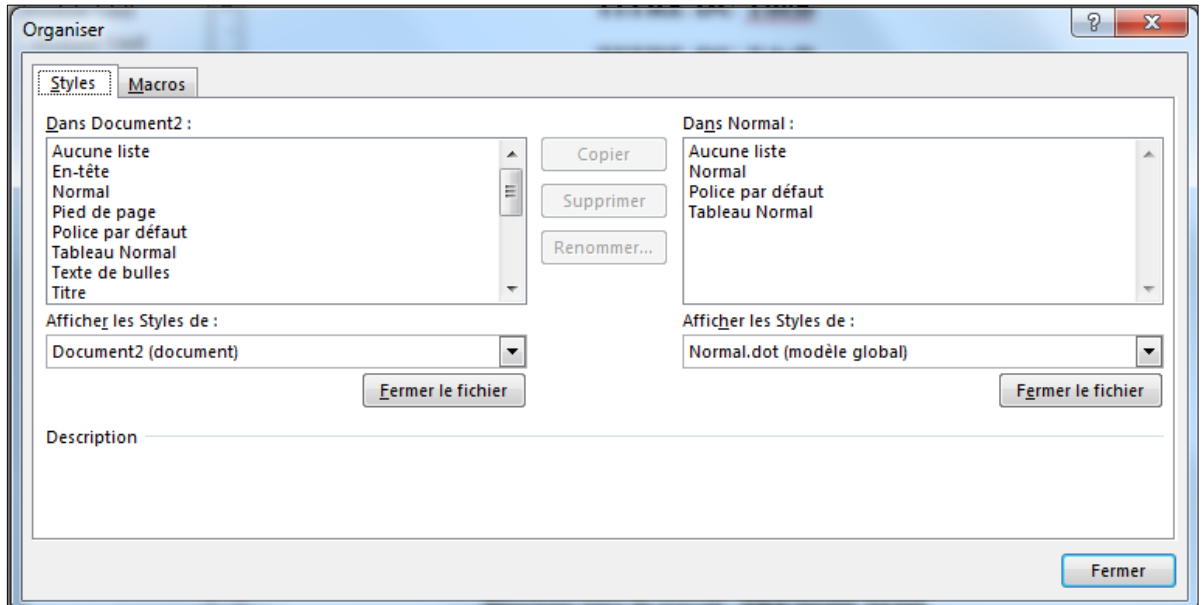 Organiser
Styles Macros
Dans Document2 :
Aucune liste
En-tête
Normal
Pied de page
Police par défaut
Tableau Normal
Texte de bulles
Titre
Afficher les Styles de :
Document2 (document)
Fermer le fichier
Copier
Supprimer
Renommer...
Dans Normal :
Aucune liste
Normal
Police par défaut
Tableau Normal
Afficher les Styles de :
Normal.dot (modèle global)
Fermer le fichier
Description
Fermer